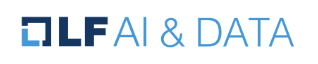 LF AI & DATA